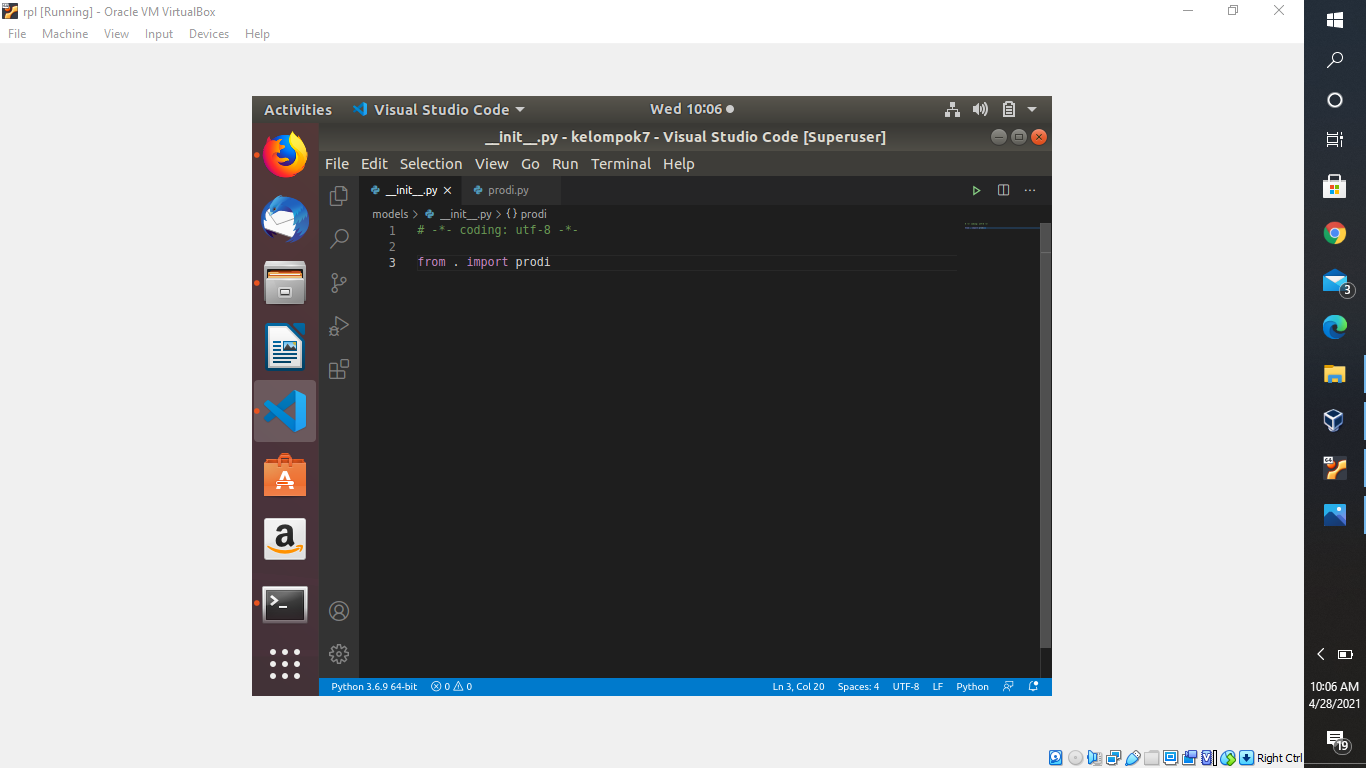 rpl [Running] - Oracle VM VirtualBox
File Machine View Input Devices Help
Activities Visual Studio Code Wed 10:06
__init__.py - kelompok7 - Visual Studio Code [Superuser]
File Edit Selection View Go Run Terminal Help
__init__.py prodi.py
models > __init__.py > {} prodi
1 # -*- coding: utf-8 -*-
2
3 from . import prodi
Python 3.6.9 64-bit 0 0 Ln 3, Col 20 Spaces: 4 UTF-8 LF Python
3
64
10:06 AM
4/28/2021
19
Right Ctrl